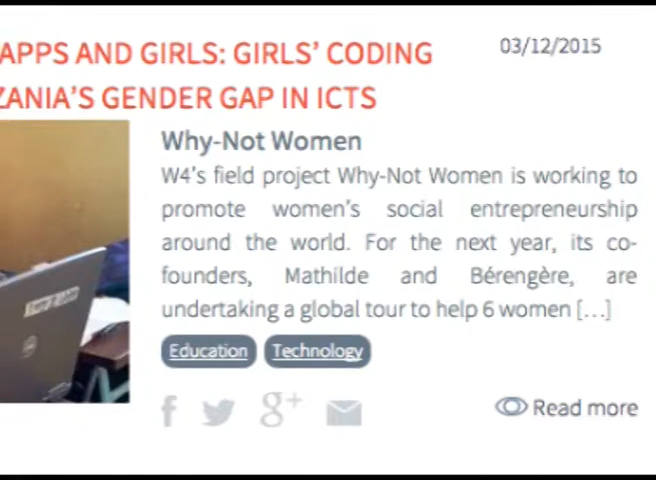 APPS AND GIRLS: GIRLS’ CODING
03/12/2015
ZANIA’S GENDER GAP IN ICTS
Why-Not Women
W4’s field project Why-Not Women is working to
promote women’s social entrepreneurship
around the world. For the next year, its co-
founders, Mathilde and Bérengère, are
undertaking a global tour to help 6 women [...]
Education Technology
Read more